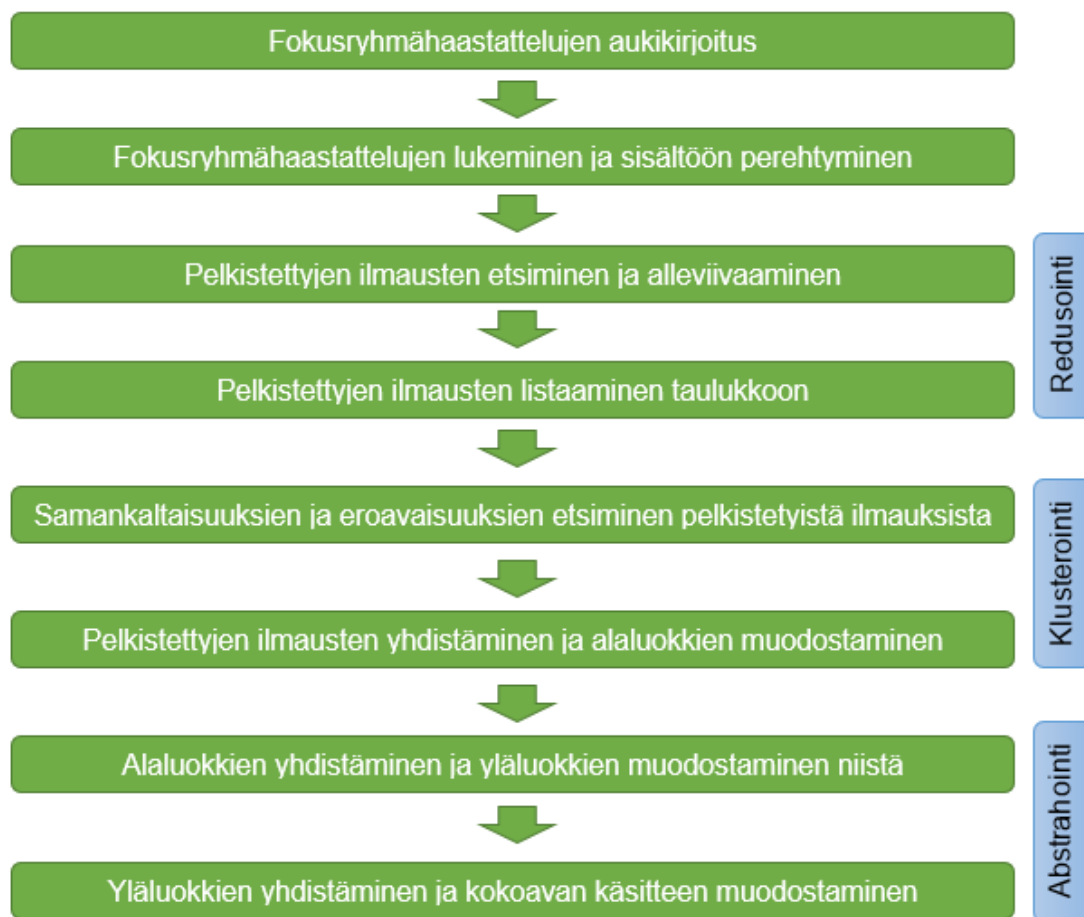 Fokusryhmähaastattelujen aukikirjoitus
Fokusryhmähaastattelujen lukeminen ja sisältöön perehtyminen
Pelkistettyjen ilmausten etsiminen ja alleviivaaminen
Pelkistettyjen ilmausten listaaminen taulukkoon
Redusointi
Samankaltaisuuksien ja eroavaisuuksien etsiminen pelkistetyistä ilmauksista
Pelkistettyjen ilmausten yhdistäminen ja alaluokkien muodostaminen
Klusterointi
Alaluokkien yhdistäminen ja yläluokkien muodostaminen niistä
Yläluokkien yhdistäminen ja kokoavan käsitteen muodostaminen
Abstrahointi